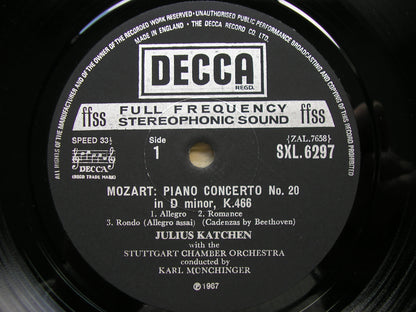 ALL RIGHTS OF THE MANUFACTURER AND OF THE OWNER OF THE RECORDED WORK RESERVED · UNAUTHORISED PUBLIC PERFORMANCE BROADCASTING AND COPYING OF THIS RECORD PROHIBITED
MADE IN ENGLAND · THE DECCA RECORD CO. LTD.
DECCA
REGD.
ffss FULL FREQUENCY ffss
STEREOPHONIC SOUND
SPEED 33⅓ Side {ZAL.7658}
1 SXL.6297
DECCA
(REGD TRADE MARK)
MOZART: PIANO CONCERTO No. 20
in D minor, K.466
1. Allegro 2. Romance
3. Rondo (Allegro assai) (Cadenzas by Beethoven)
JULIUS KATCHEN
with the
STUTTGART CHAMBER ORCHESTRA
conducted by
KARL MUNCHINGER
℗ 1967